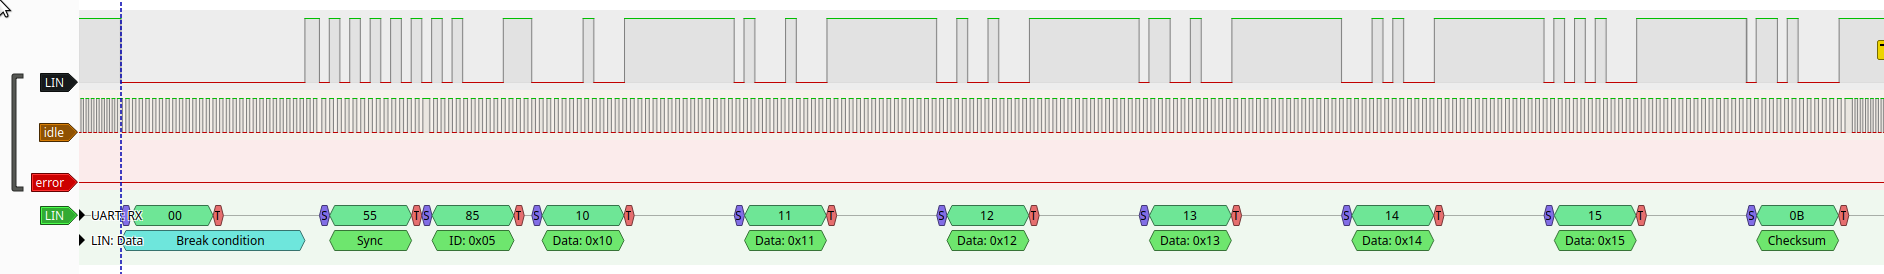 LIN
idle
error
LIN UART: RX S 00 T S 55 T S 85 T S 10 T S 11 T S 12 T S 13 T S 14 T S 15 T S 0B T
LIN: Data Break condition Sync ID: 0x05 Data: 0x10 Data: 0x11 Data: 0x12 Data: 0x13 Data: 0x14 Data: 0x15 Checksum